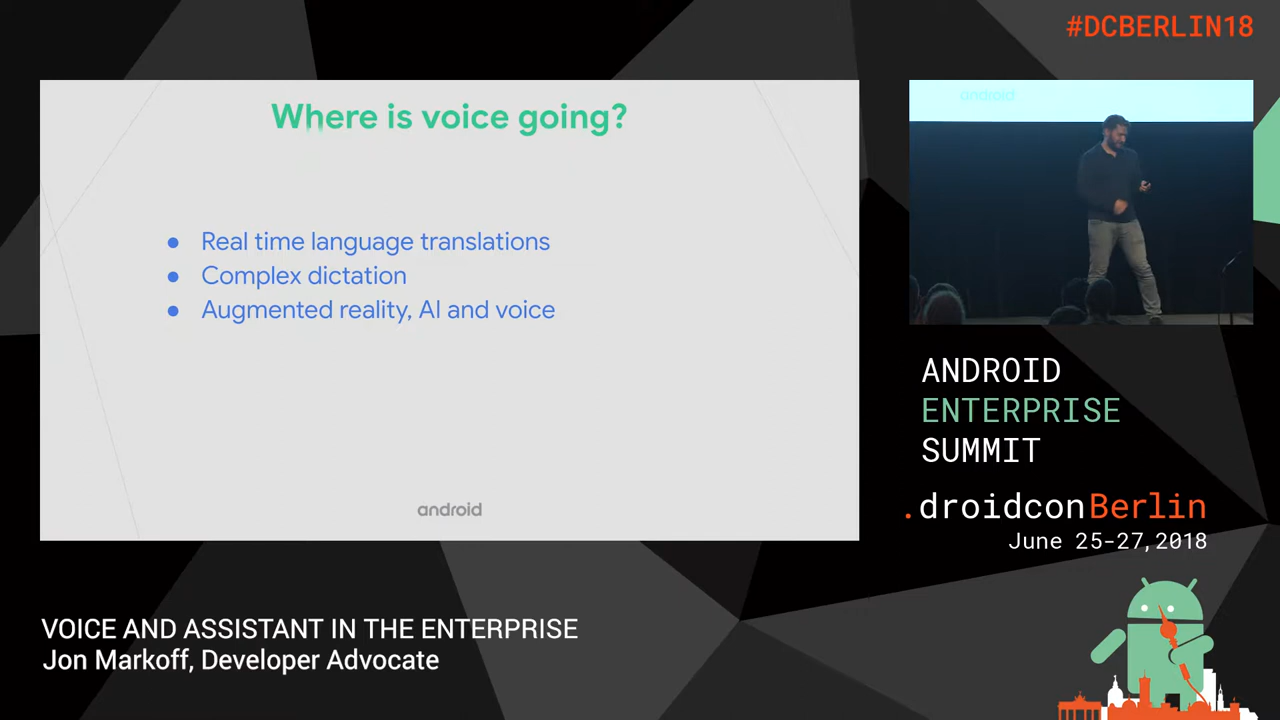 #DCBERLIN18
Where is voice going?
● Real time language translations
● Complex dictation
● Augmented reality, AI and voice
android
android
ANDROID
ENTERPRISE
SUMMIT
.droidconBerlin
June 25-27,2018
VOICE AND ASSISTANT IN THE ENTERPRISE
Jon Markoff, Developer Advocate